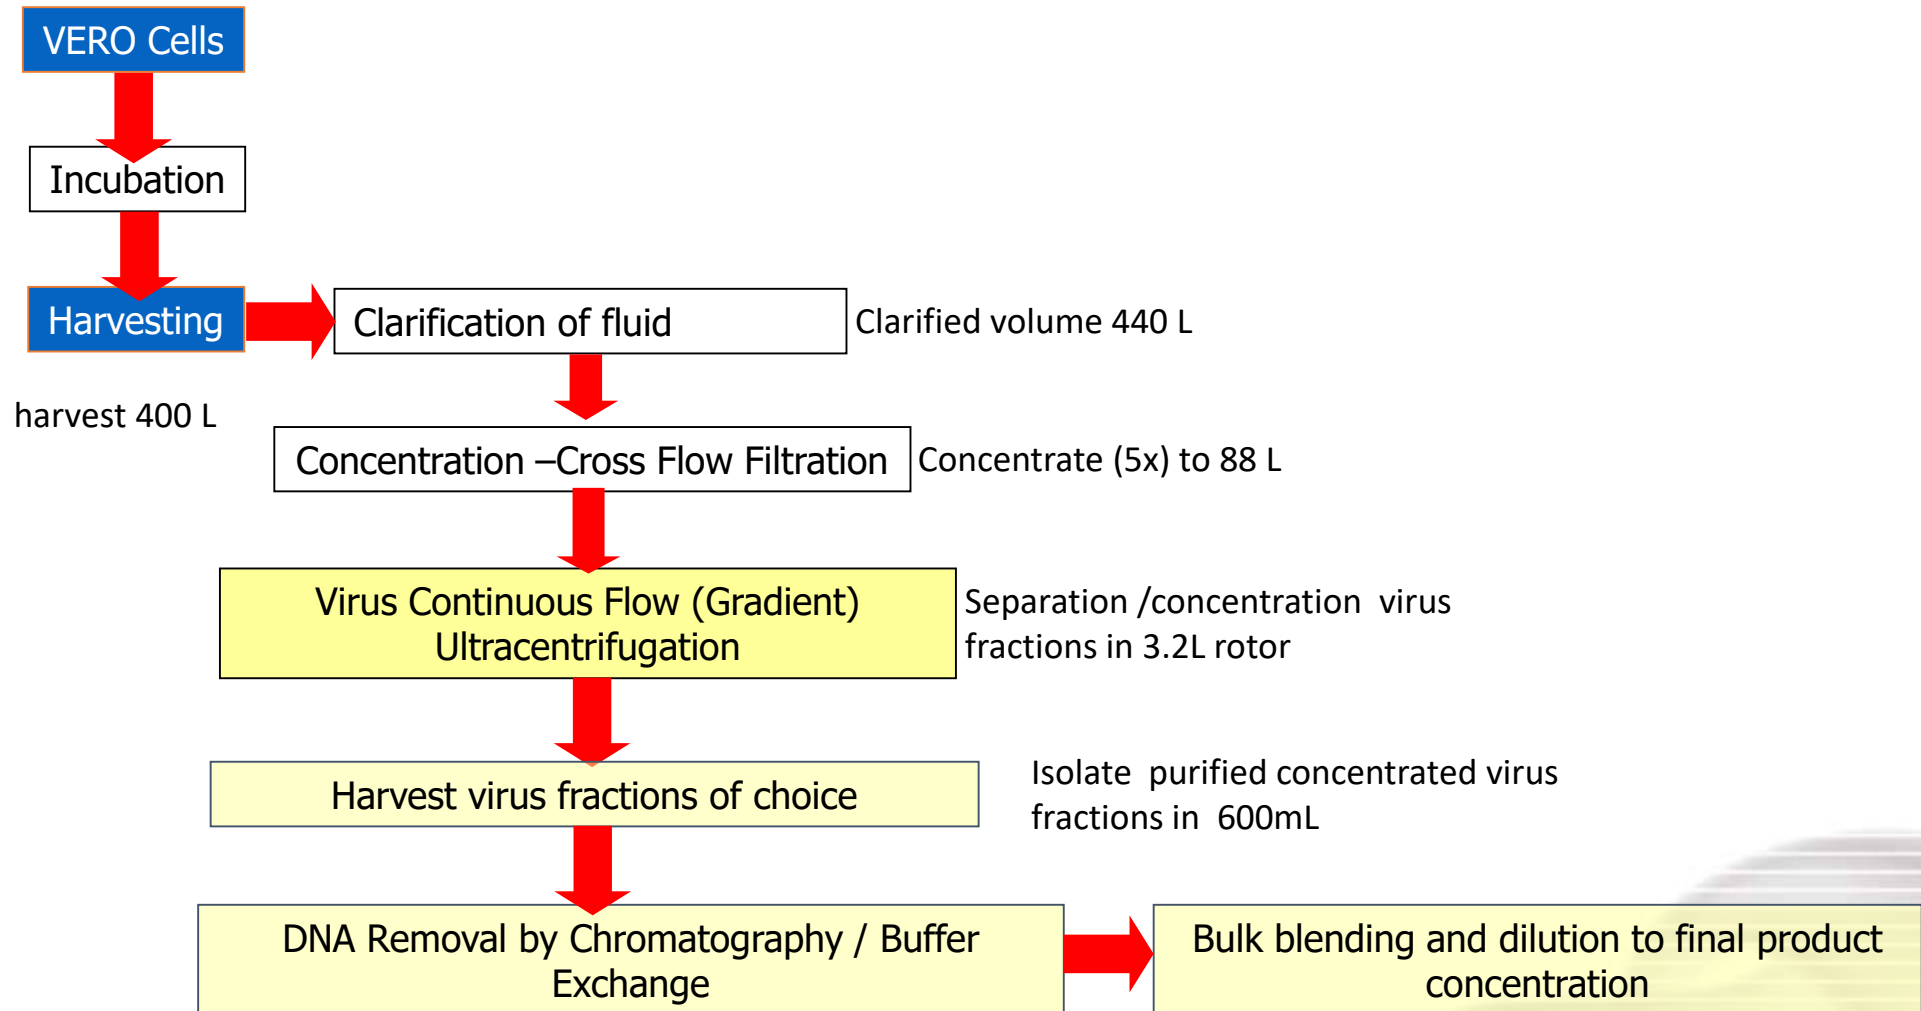 VERO Cells
Incubation
Harvesting
harvest 400 L
Clarification of fluid
Clarified volume 440 L
Concentration –Cross Flow Filtration
Concentrate (5x) to 88 L
Virus Continuous Flow (Gradient)
Ultracentrifugation
Separation /concentration virus
fractions in 3.2L rotor
Harvest virus fractions of choice
Isolate purified concentrated virus
fractions in 600mL
DNA Removal by Chromatography / Buffer
Exchange
Bulk blending and dilution to final product
concentration